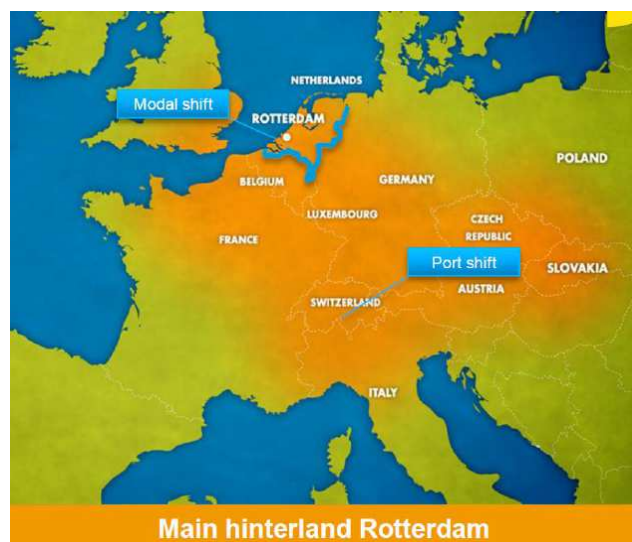 NETHERLANDS
Modal shift
ROTTERDAM
POLAND
BELGIUM
GERMANY
LUXEMBOURG
CZECH
REPUBLIC
FRANCE
Port shift
SLOVAKIA
AUSTRIA
SWITZERLAND
ITALY
Main hinterland Rotterdam